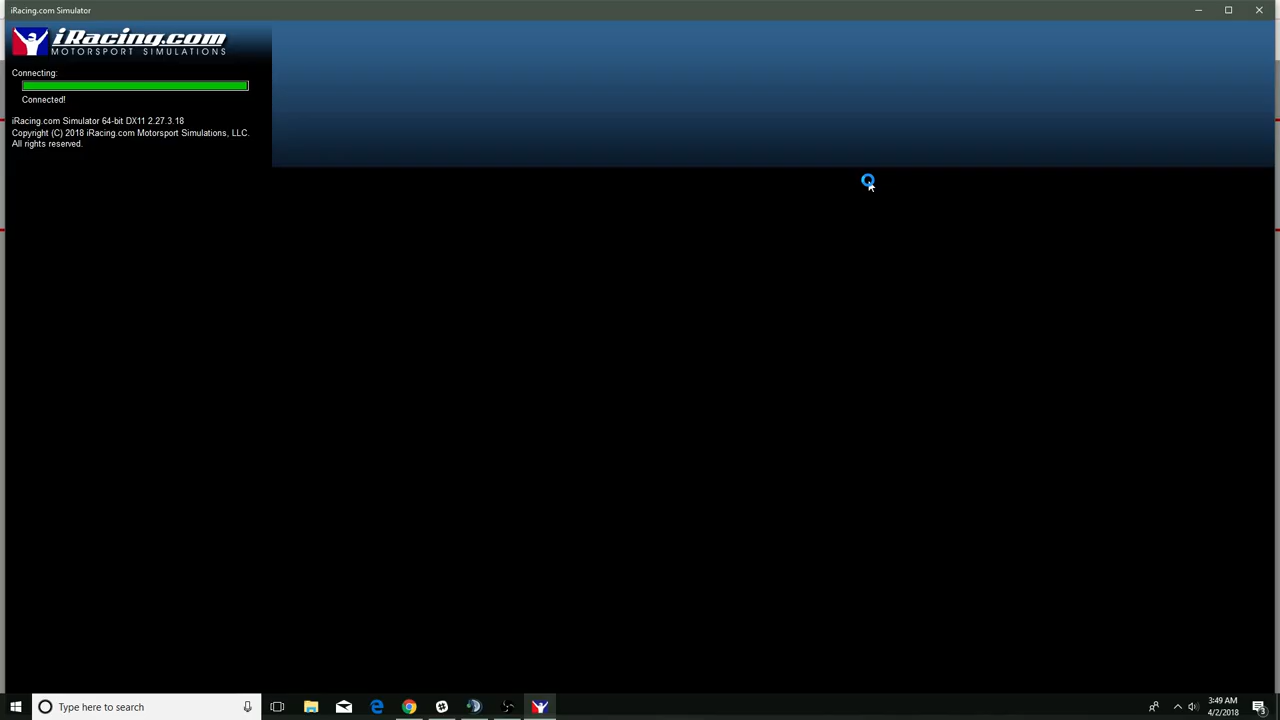 iRacing.com Simulator
iRacing.com
MOTORSPORT SIMULATIONS
Connecting:
Connected!
iRacing.com Simulator 64-bit DX11 2.27.3.18
Copyright (C) 2018 iRacing.com Motorsport Simulations, LLC.
All rights reserved.
Type here to search
3:49 AM
4/2/2018